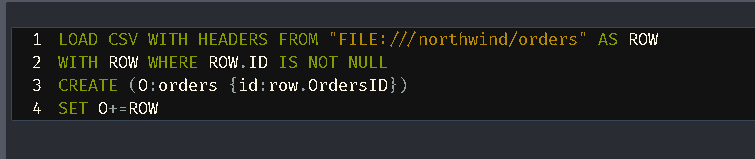 1 LOAD CSV WITH HEADERS FROM "FILE:///northwind/orders" AS ROW
2 WITH ROW WHERE ROW.ID IS NOT NULL
3 CREATE (O:orders {id:row.OrdersID})
4 SET O+=ROW